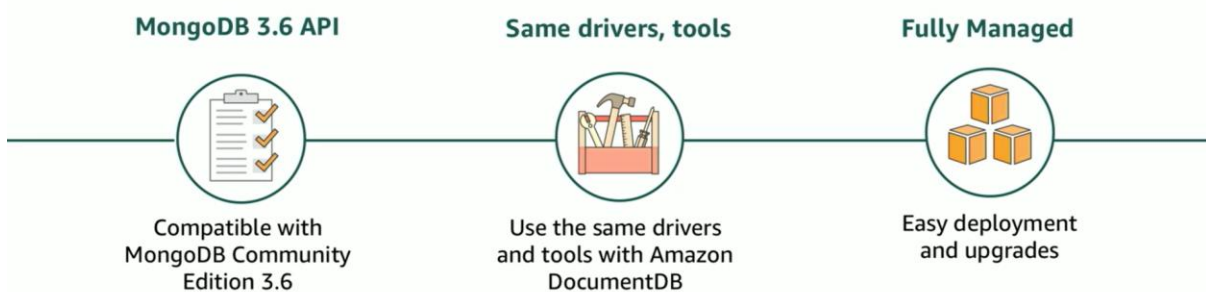 MongoDB 3.6 API
Same drivers, tools
Fully Managed
Compatible with
MongoDB Community
Edition 3.6
Use the same drivers
and tools with Amazon
DocumentDB
Easy deployment
and upgrades